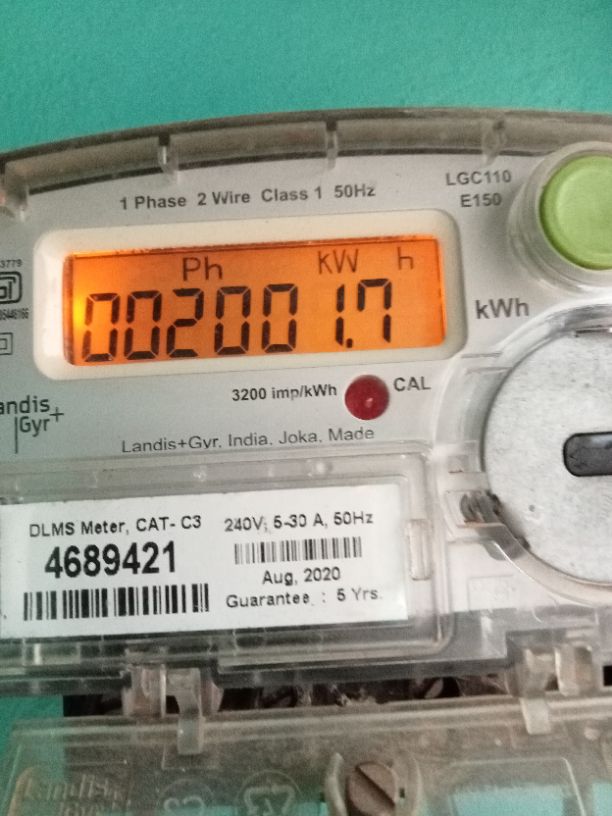 1 Phase 2 Wire Class 1 50Hz
LGC110
E150
3779
Ph KW h
002001.7
kWh
3200 imp/kWh
CAL
Gyr+
Landis+Gyr. India. Joka. Made
DLMS Meter, CAT- C3
4689421
240V, 5-30 A, 50Hz
Aug, 2020
Guarantee : 5 Yrs.
Landis